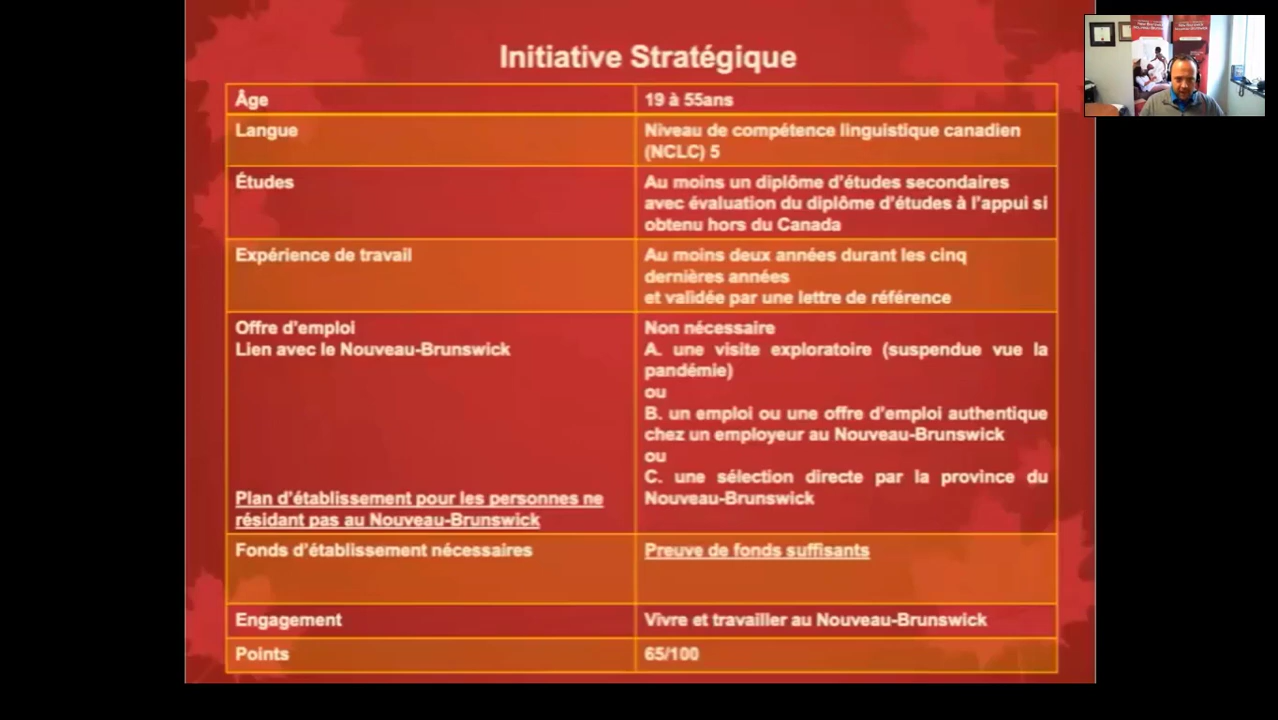 Initiative Stratégique
Âge
19 à 55ans
Langue
Niveau de compétence linguistique canadien
(NCLC) 5
Études
Au moins un diplôme d'études secondaires
avec évaluation du diplôme d'études à l'appui si
obtenu hors du Canada
Expérience de travail
Au moins deux années durant les cinq
dernières années
et validée par une lettre de référence
Offre d'emploi
Lien avec le Nouveau-Brunswick
Plan d'établissement pour les personnes ne
résidant pas au Nouveau-Brunswick
Non nécessaire
A. une visite exploratoire (suspendue vue la
pandémie)
ou
B. un emploi ou une offre d'emploi authentique
chez un employeur au Nouveau-Brunswick
ou
C. une sélection directe par la province du
Nouveau-Brunswick
Fonds d'établissement nécessaires
Preuve de fonds suffisants
Engagement
Vivre et travailler au Nouveau-Brunswick
Points
65/100